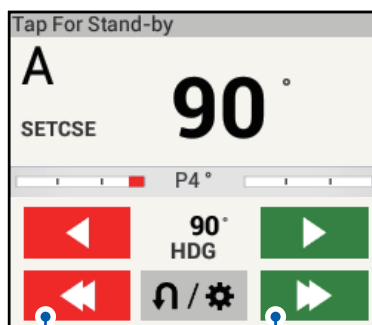 Tap For Stand-by
A
90°
SETCSE
P4°
90°
HDG
/